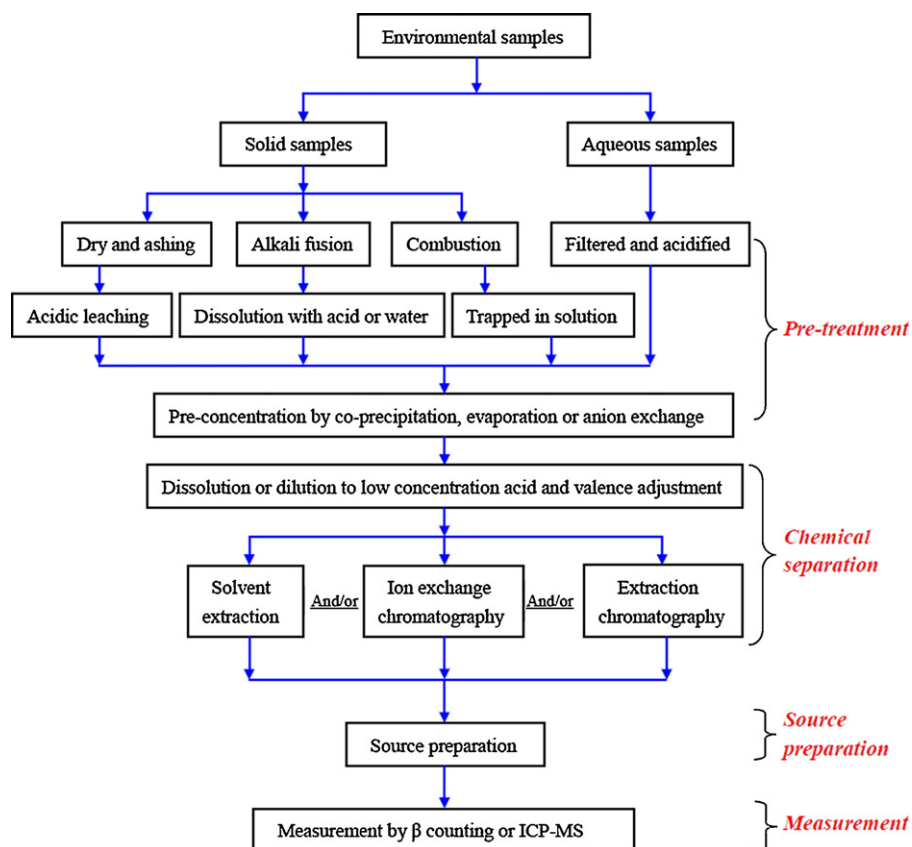 Environmental samples
Solid samples
Aqueous samples
Dry and ashing
Alkali fusion
Combustion
Filtered and acidified
Acidic leaching
Dissolution with acid or water
Trapped in solution
Pre-treatment
Pre-concentration by co-precipitation, evaporation or anion exchange
Dissolution or dilution to low concentration acid and valence adjustment
Chemical
separation
Solvent
extraction
And/or
Ion exchange
chromatography
And/or
Extraction
chromatography
Source preparation
Source
preparation
Measurement by β counting or ICP-MS
Measurement